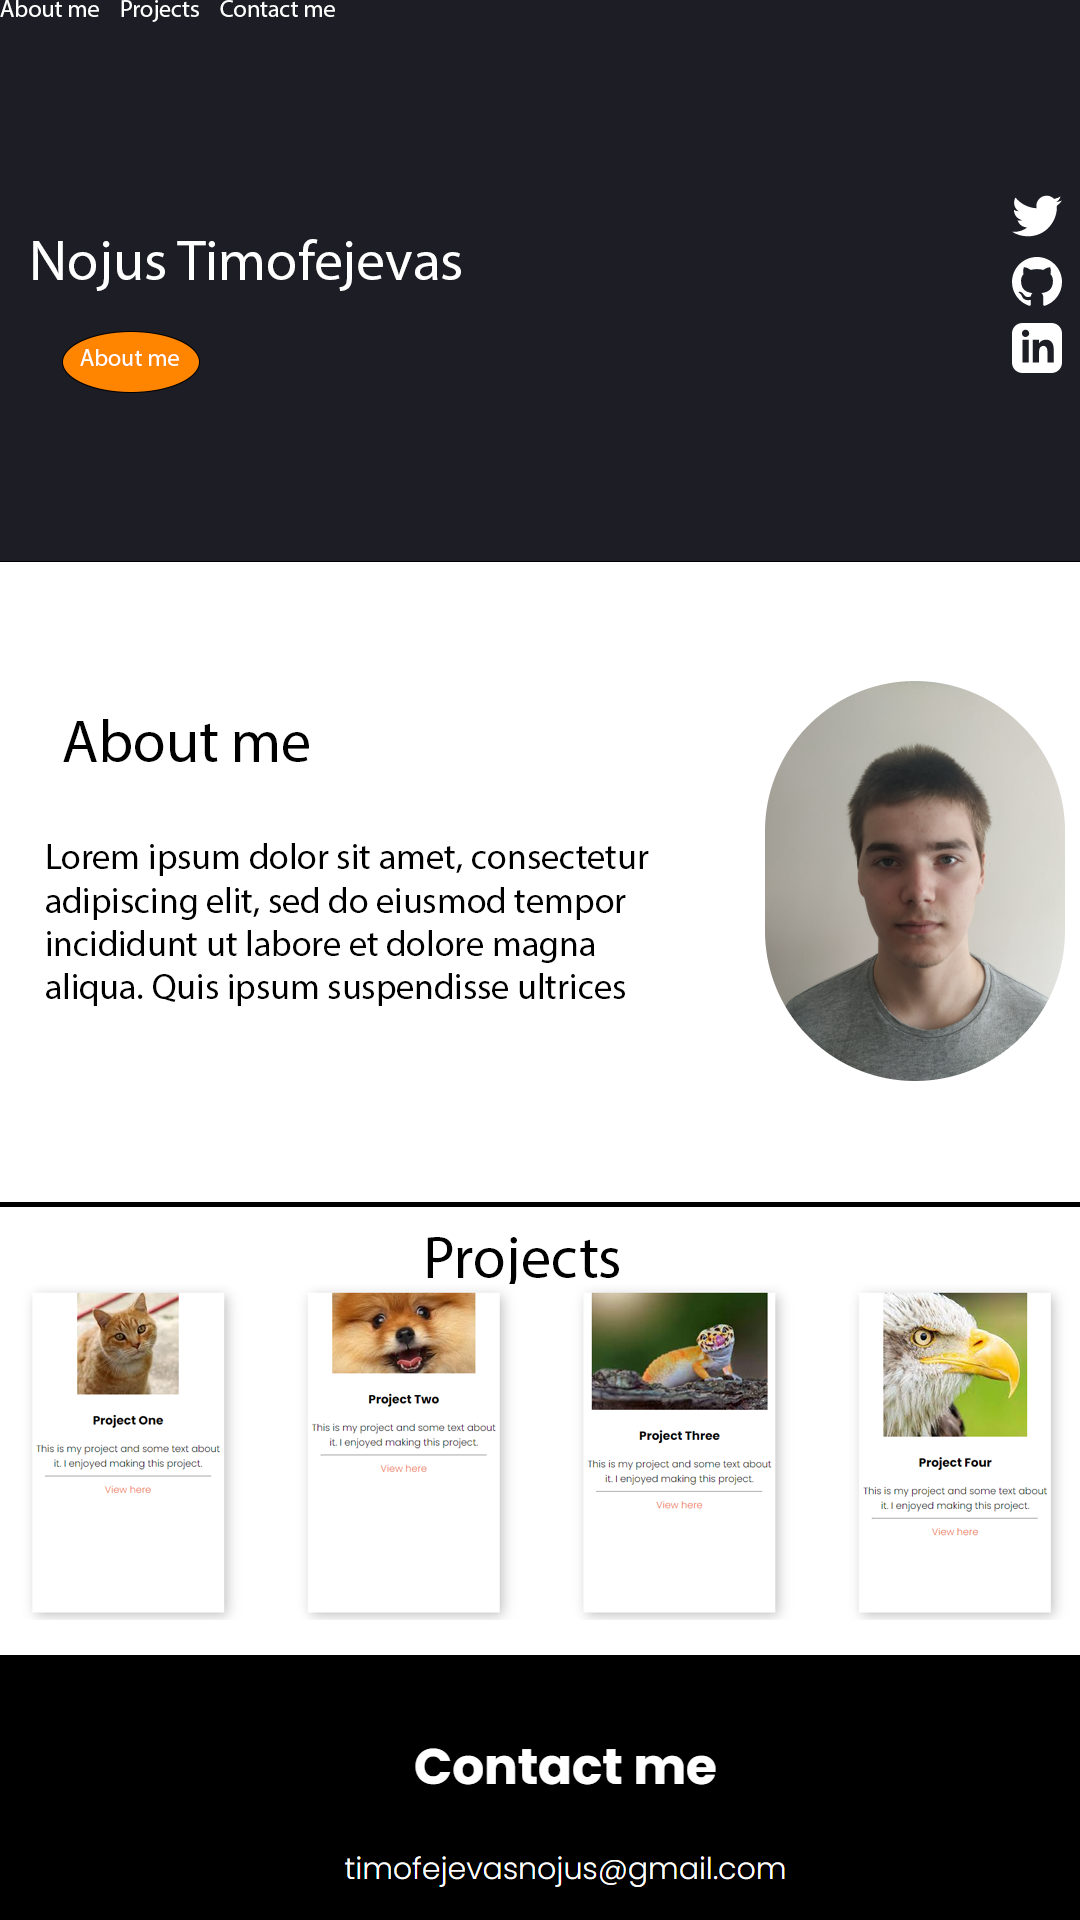 About me Projects Contact me
Nojus Timofejevas
About me
in
About me
Lorem ipsum dolor sit amet, consectetur
adipiscing elit, sed do eiusmod tempor
incididunt ut labore et dolore magna
aliqua. Quis ipsum suspendisse ultrices
Projects
Project One
This is my project and some text about
it. I enjoyed making this project.
View here
Project Two
This is my project and some text about
it. I enjoyed making this project.
View here
Project Three
This is my project and some text about
it. I enjoyed making this project.
View here
Project Four
This is my project and some text about
it. I enjoyed making this project.
View here
Contact me
timofejevasnojus@gmail.com